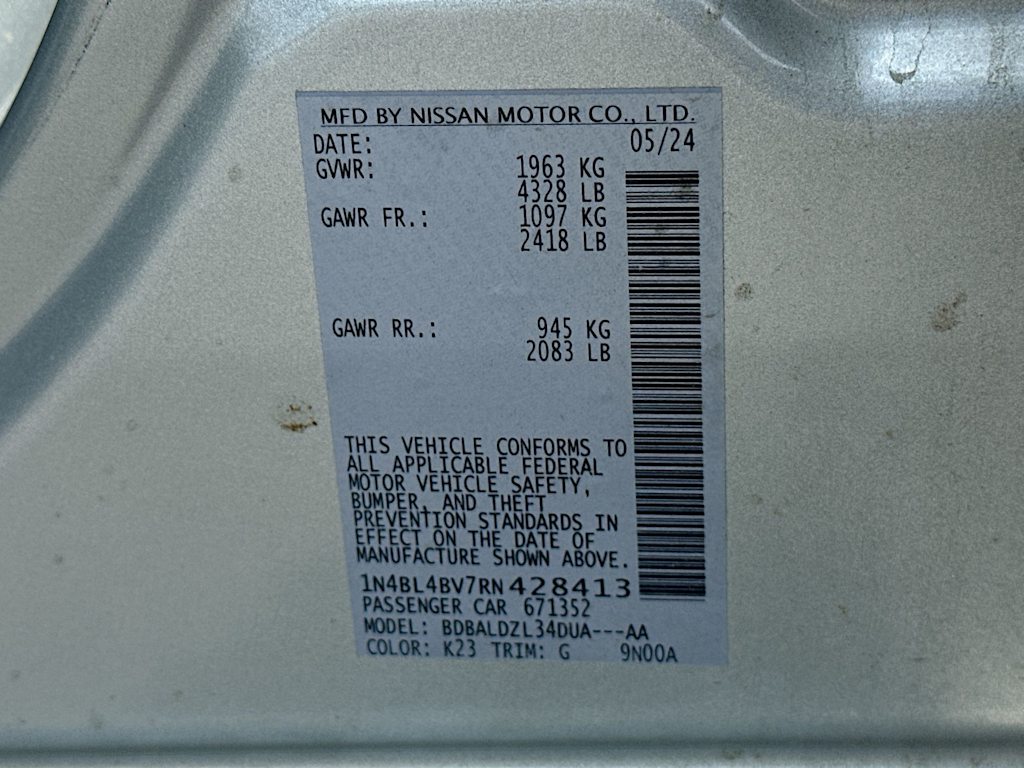 MFD BY NISSAN MOTOR CO., LTD.
DATE: 05/24
GVWR: 1963 KG
4328 LB
GAWR FR.: 1097 KG
2418 LB
GAWR RR.: 945 KG
2083 LB
THIS VEHICLE CONFORMS TO
ALL APPLICABLE FEDERAL
MOTOR VEHICLE SAFETY,
BUMPER, AND THEFT
PREVENTION STANDARDS IN
EFFECT ON THE DATE OF
MANUFACTURE SHOWN ABOVE.
1N4BL4BV7RN428413
PASSENGER CAR 671352
MODEL: BDBALDZL34DUA---AA
COLOR: K23 TRIM: G 9N00A